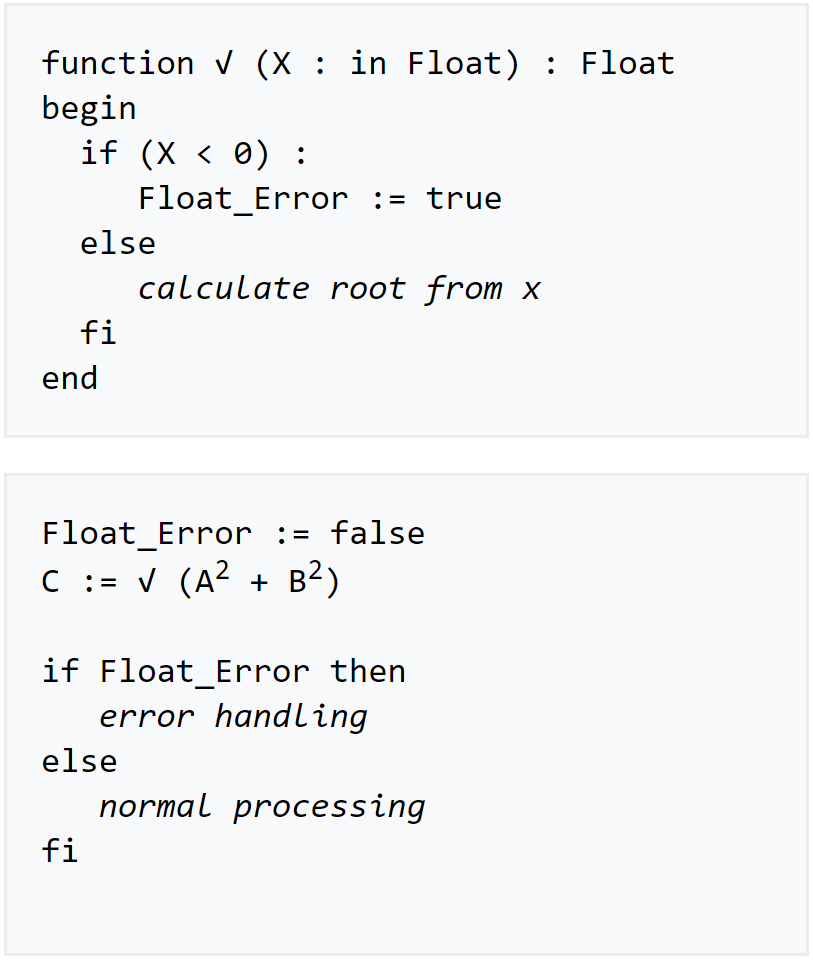 function √ (X : in Float) : Float
begin
  if (X < 0) :
     Float_Error := true
  else
     calculate root from x
  fi
end
Float_Error := false
C := √ (A² + B²)
if Float_Error then
   error handling
else
   normal processing
fi